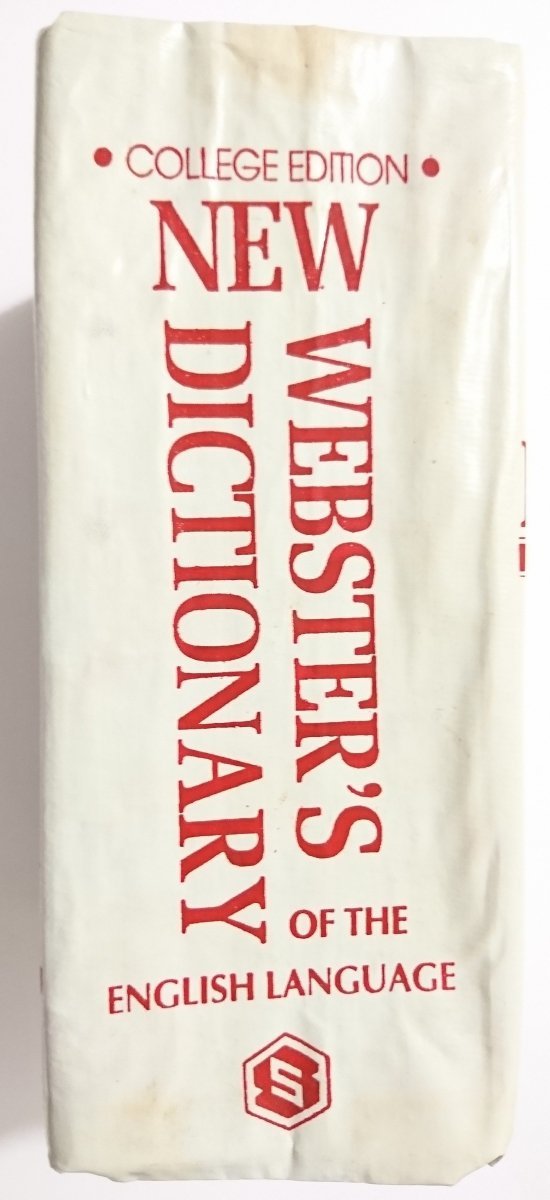 • COLLEGE EDITION •
NEW
WEBSTER'S
DICTIONARY
OF THE
ENGLISH LANGUAGE
S